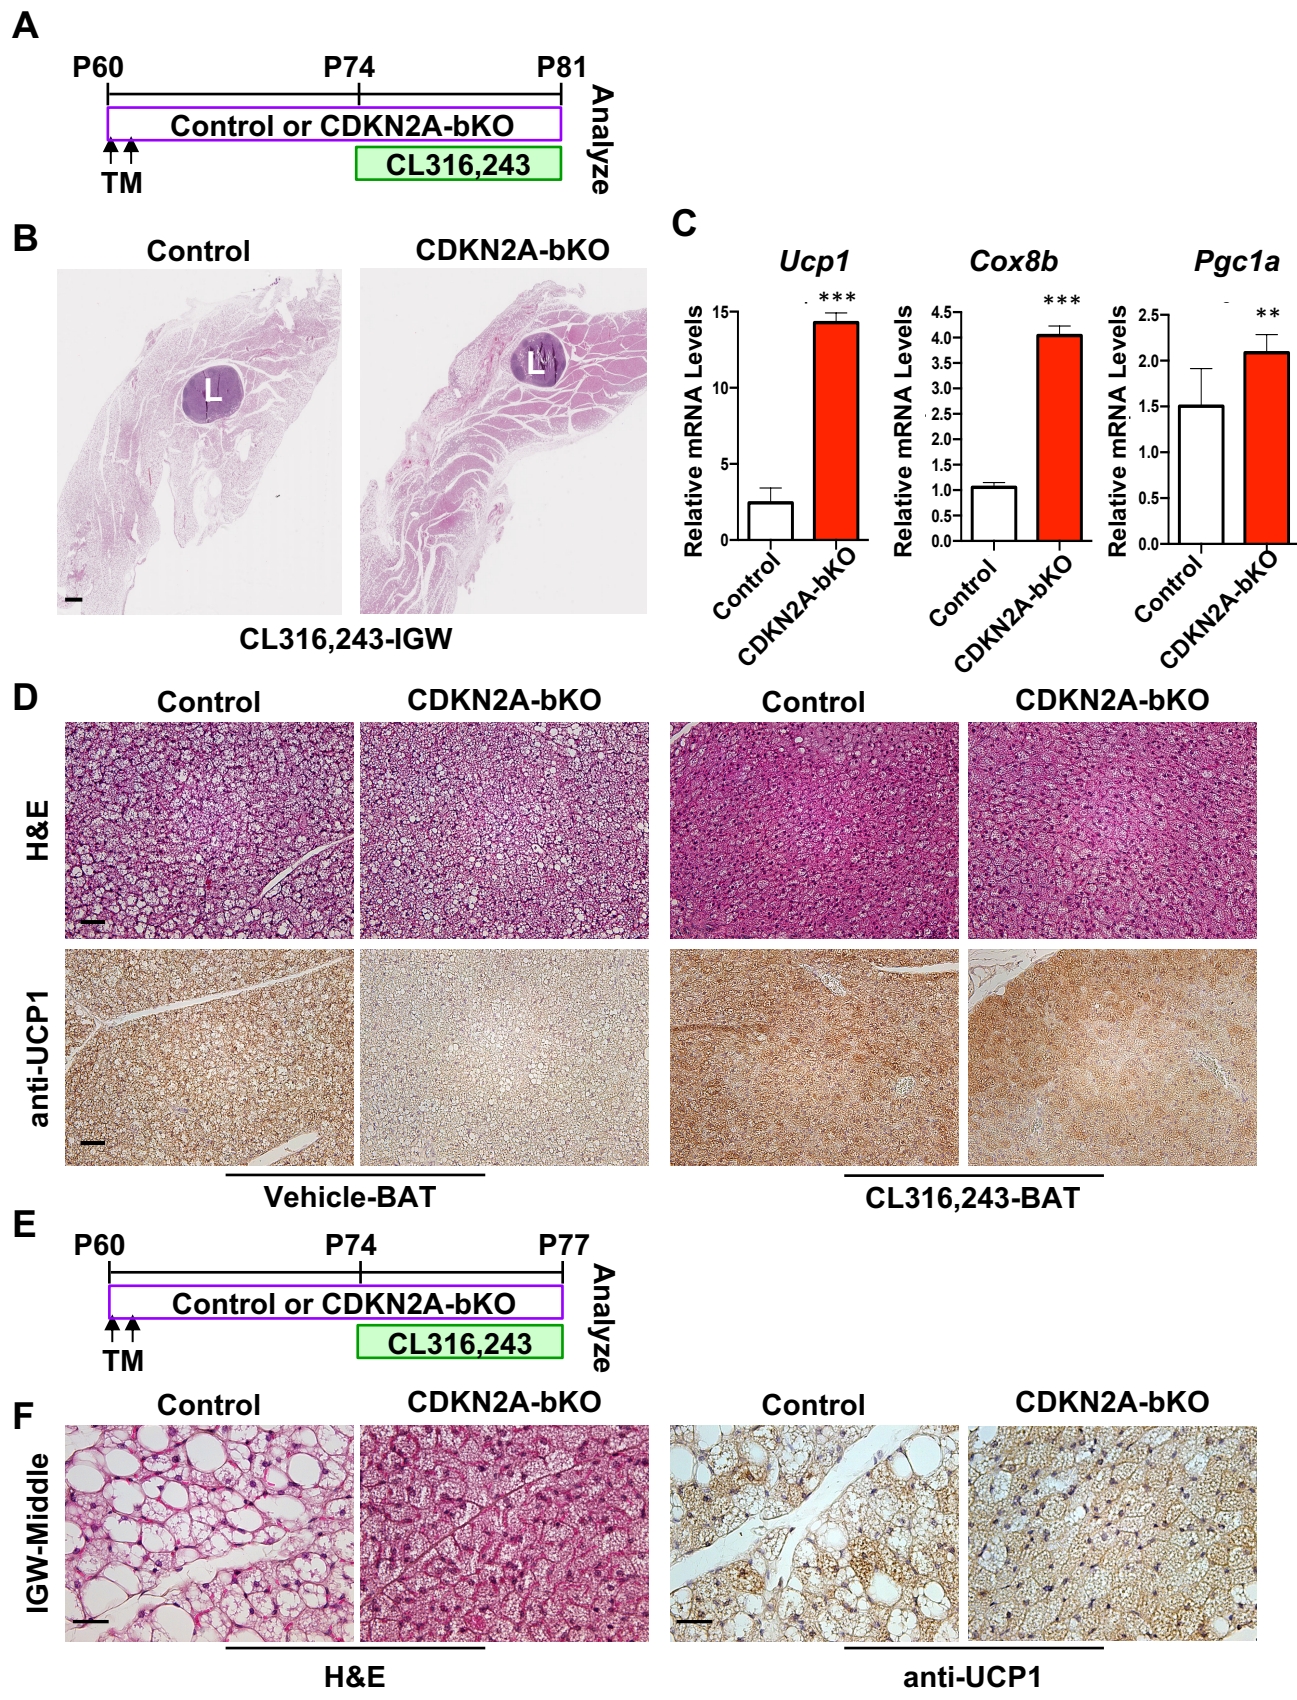 A
P60 P74 P81
Control or CDKN2A-bKO
CL316,243
TM
Analyze
B
Control CDKN2A-bKO
L L
CL316,243-IGW
C
Ucp1 Cox8b Pgc1a
*** *** **
Relative mRNA Levels
15
10
5
0
Control
CDKN2A-bKO
Relative mRNA Levels
4.5
4.0
3.5
3.0
2.5
2.0
1.5
1.0
0.5
0.0
Control
CDKN2A-bKO
Relative mRNA Levels
2.5
2.0
1.5
1.0
0.5
0.0
Control
CDKN2A-bKO
D
Control CDKN2A-bKO Control CDKN2A-bKO
H&E
anti-UCP1
Vehicle-BAT CL316,243-BAT
E
P60 P74 P77
Control or CDKN2A-bKO
CL316,243
TM
Analyze
F
Control CDKN2A-bKO Control CDKN2A-bKO
IGW-Middle
H&E anti-UCP1